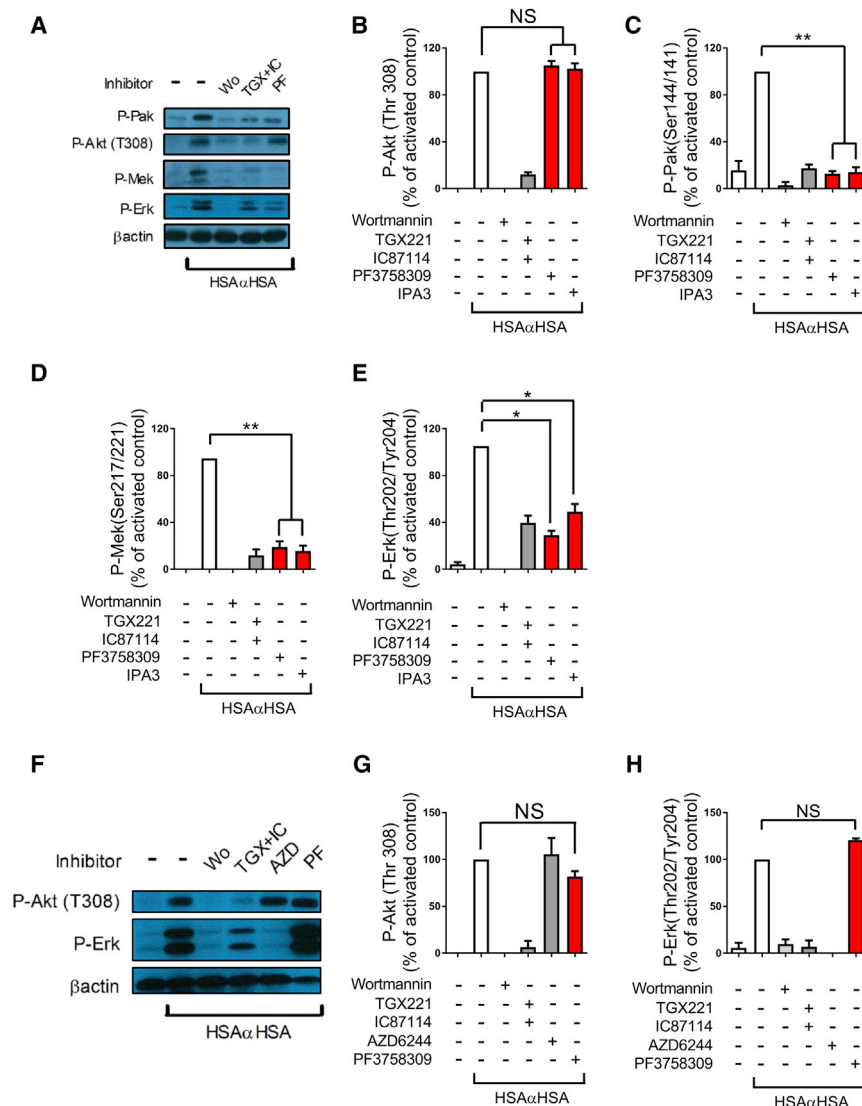 A
Inhibitor - - Wo TGX+IC PF
P-Pak
P-Akt (T308)
P-Mek
P-Erk
βactin
HSAαHSA
B
NS
P-Akt (Thr 308)
(% of activated control)
120
80
40
0
Wortmannin - - + - - -
TGX221 - - - + - -
IC87114 - - - + - -
PF3758309 - - - - + -
IPA3 - - - - - +
HSAαHSA
C
**
P-Pak(Ser144/141)
(% of activated control)
120
80
40
0
Wortmannin - - + - - -
TGX221 - - - + - -
IC87114 - - - + - -
PF3758309 - - - - + -
IPA3 - - - - - +
HSAαHSA
D
**
P-Mek(Ser217/221)
(% of activated control)
120
80
40
0
Wortmannin - - + - - -
TGX221 - - - + - -
IC87114 - - - + - -
PF3758309 - - - - + -
IPA3 - - - - - +
HSAαHSA
E
*
*
P-Erk(Thr202/Tyr204)
(% of activated control)
120
80
40
0
Wortmannin - - + - - -
TGX221 - - - + - -
IC87114 - - - + - -
PF3758309 - - - - + -
IPA3 - - - - - +
HSAαHSA
F
Inhibitor - - Wo TGX+IC AZD PF
P-Akt (T308)
P-Erk
βactin
HSAαHSA
G
NS
P-Akt (Thr 308)
(% of activated control)
150
100
50
0
Wortmannin - - + - - -
TGX221 - - - + - -
IC87114 - - - + - -
AZD6244 - - - - + -
PF3758309 - - - - - +
HSAαHSA
H
NS
P-Erk(Thr202/Tyr204)
(% of activated control)
150
100
50
0
Wortmannin - - + - - -
TGX221 - - - + - -
IC87114 - - - + - -
AZD6244 - - - - + -
PF3758309 - - - - - +
HSAαHSA